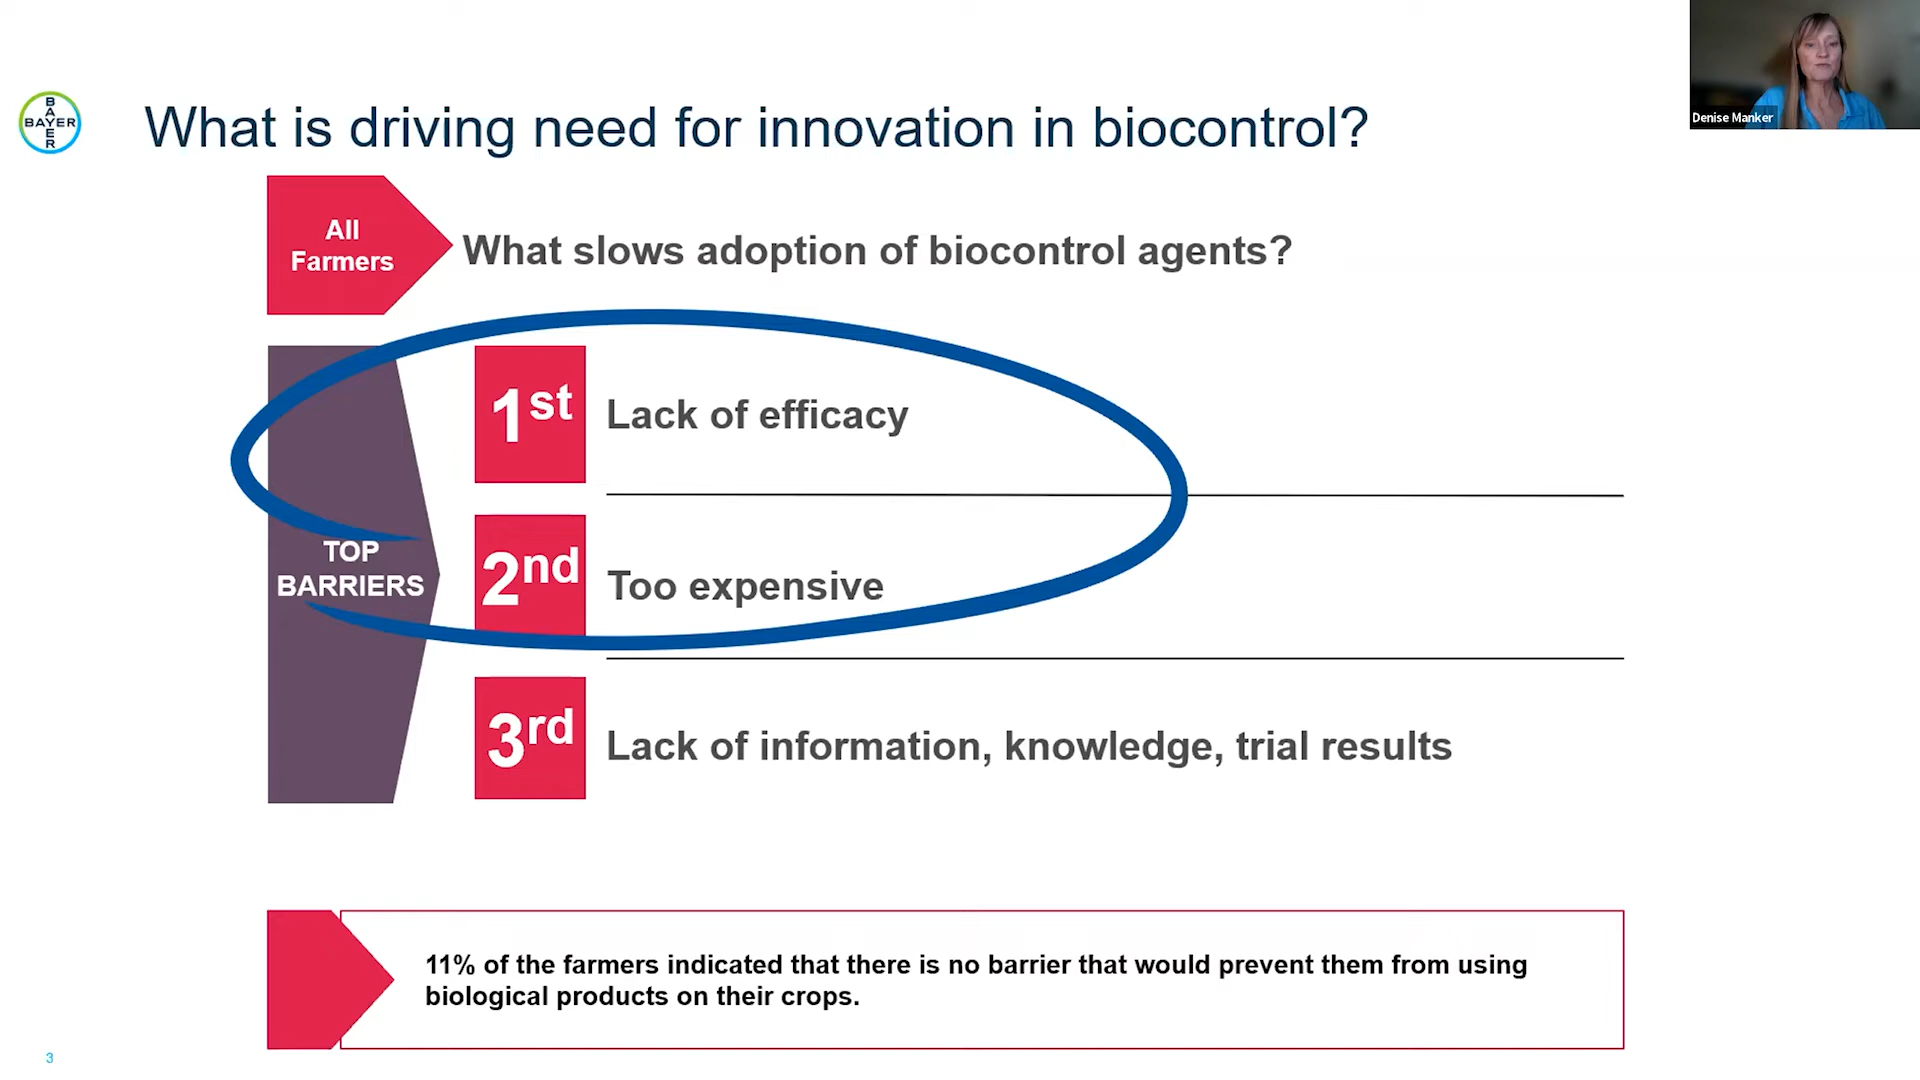 BAYER
BAYER
What is driving need for innovation in biocontrol?
Denise Manker
All
Farmers
What slows adoption of biocontrol agents?
TOP
BARRIERS
1st
Lack of efficacy
2nd
Too expensive
3rd
Lack of information, knowledge, trial results
11% of the farmers indicated that there is no barrier that would prevent them from using
biological products on their crops.
3